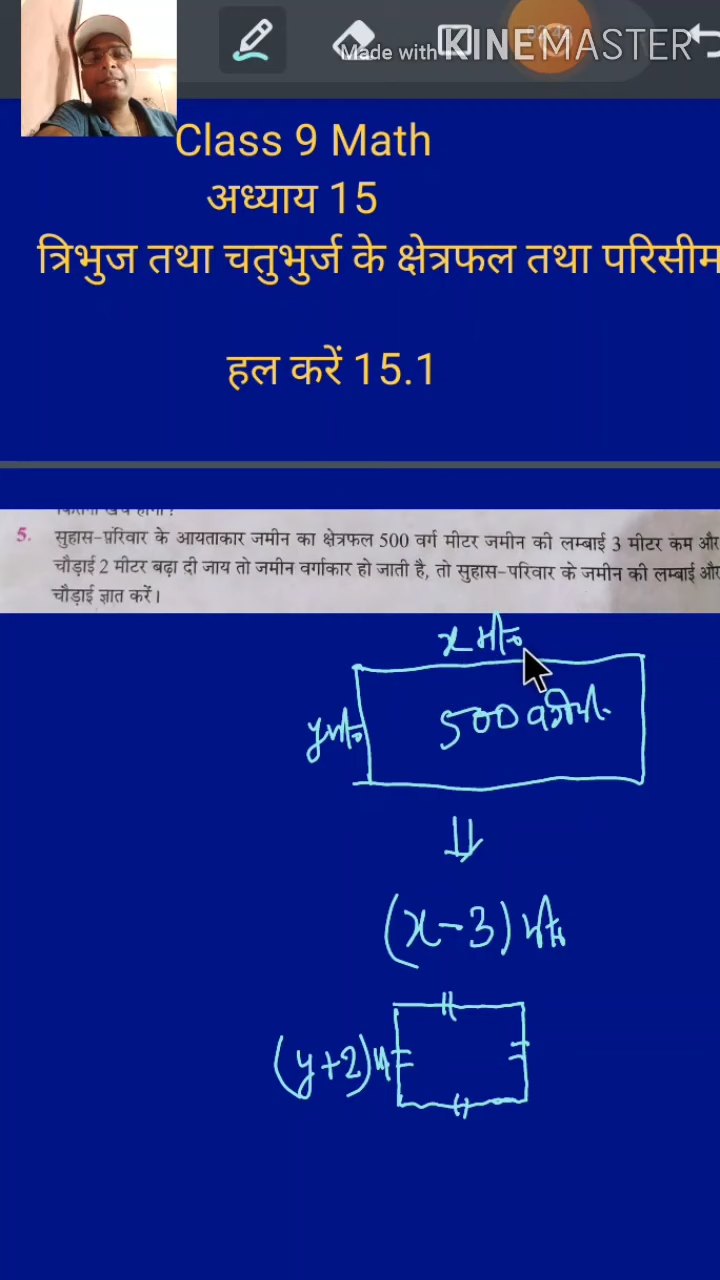 Made with KINEMASTER
Class 9 Math
अध्याय 15
त्रिभुज तथा चतुभुर्ज के क्षेत्रफल तथा परिसीम
हल करें 15.1
5. सुहास-परिवार के आयताकार जमीन का क्षेत्रफल 500 वर्ग मीटर जमीन की लम्बाई 3 मीटर कम और
चौड़ाई 2 मीटर बढ़ा दी जाय तो जमीन वर्गाकार हो जाती है, तो सुहास-परिवार के जमीन की लम्बाई और
चौड़ाई ज्ञात करें।
x मी०
y मी०
500 व०मी०
(x-3) मी०
(y+2) मी